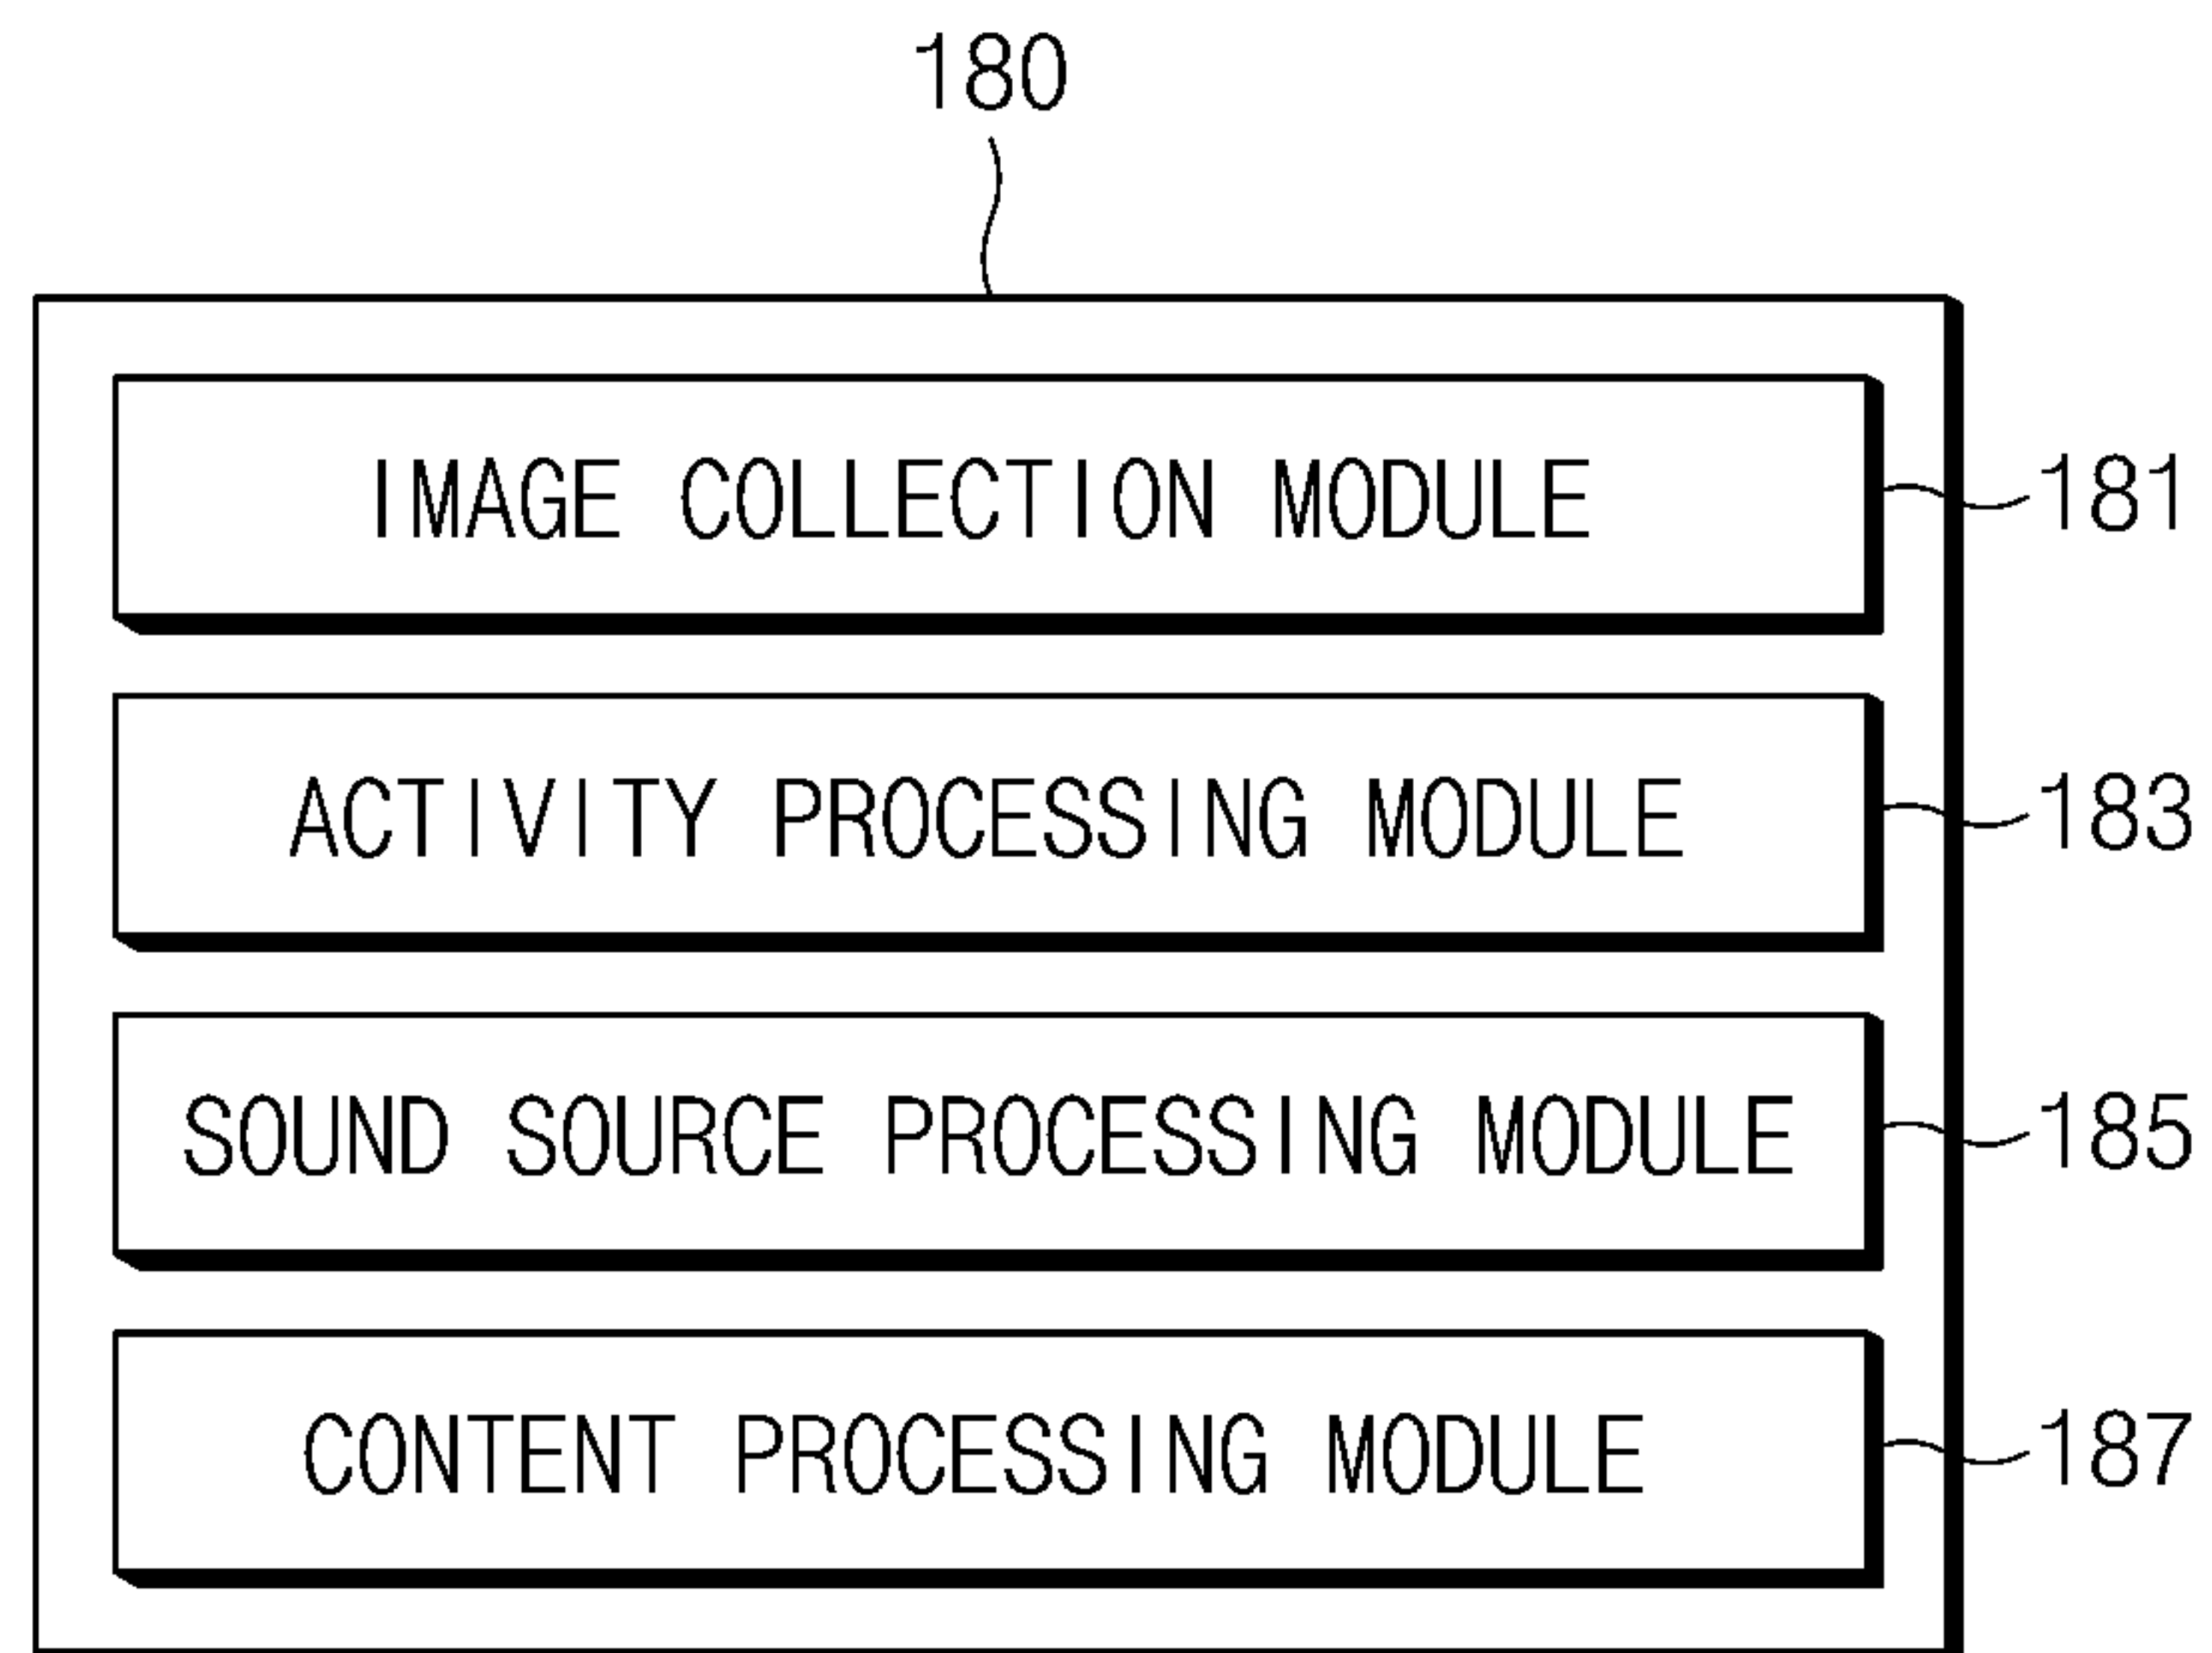 180
IMAGE COLLECTION MODULE 181
ACTIVITY PROCESSING MODULE 183
SOUND SOURCE PROCESSING MODULE 185
CONTENT PROCESSING MODULE 187